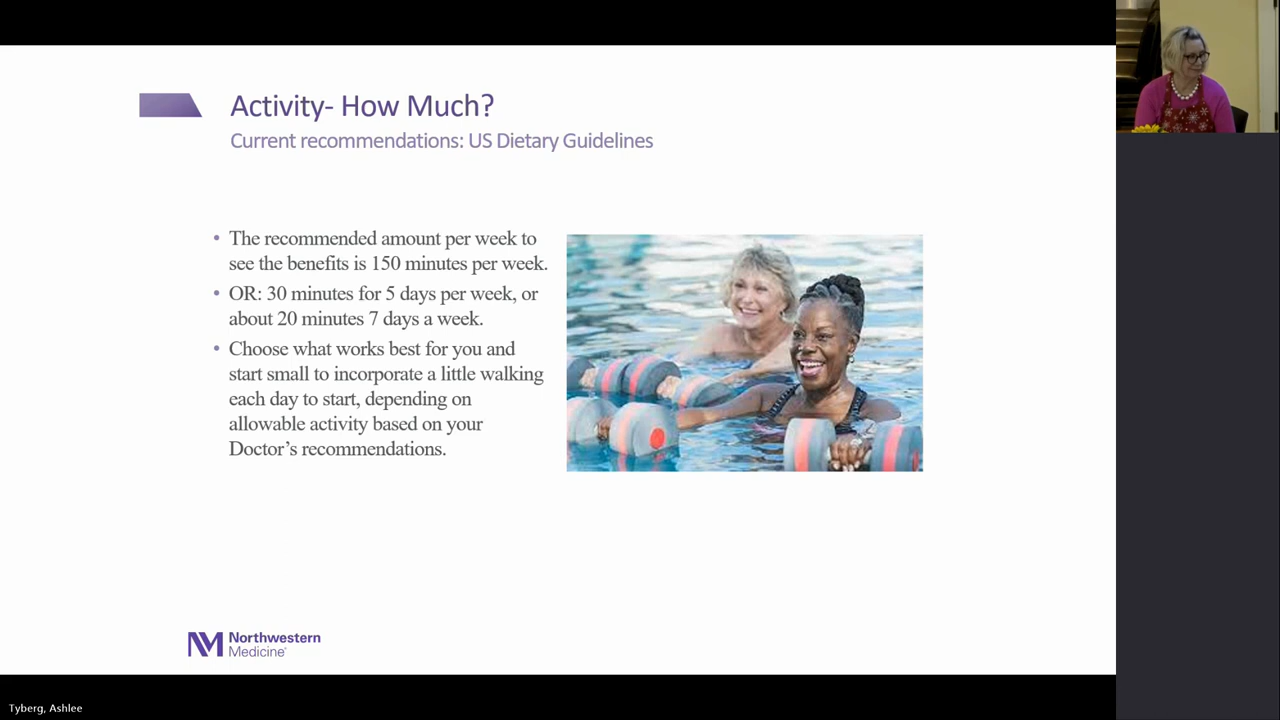 Activity- How Much?
Current recommendations: US Dietary Guidelines
• The recommended amount per week to
see the benefits is 150 minutes per week.
• OR: 30 minutes for 5 days per week, or
about 20 minutes 7 days a week.
• Choose what works best for you and
start small to incorporate a little walking
each day to start, depending on
allowable activity based on your
Doctor’s recommendations.
NM
Northwestern
Medicine
Tyberg, Ashlee